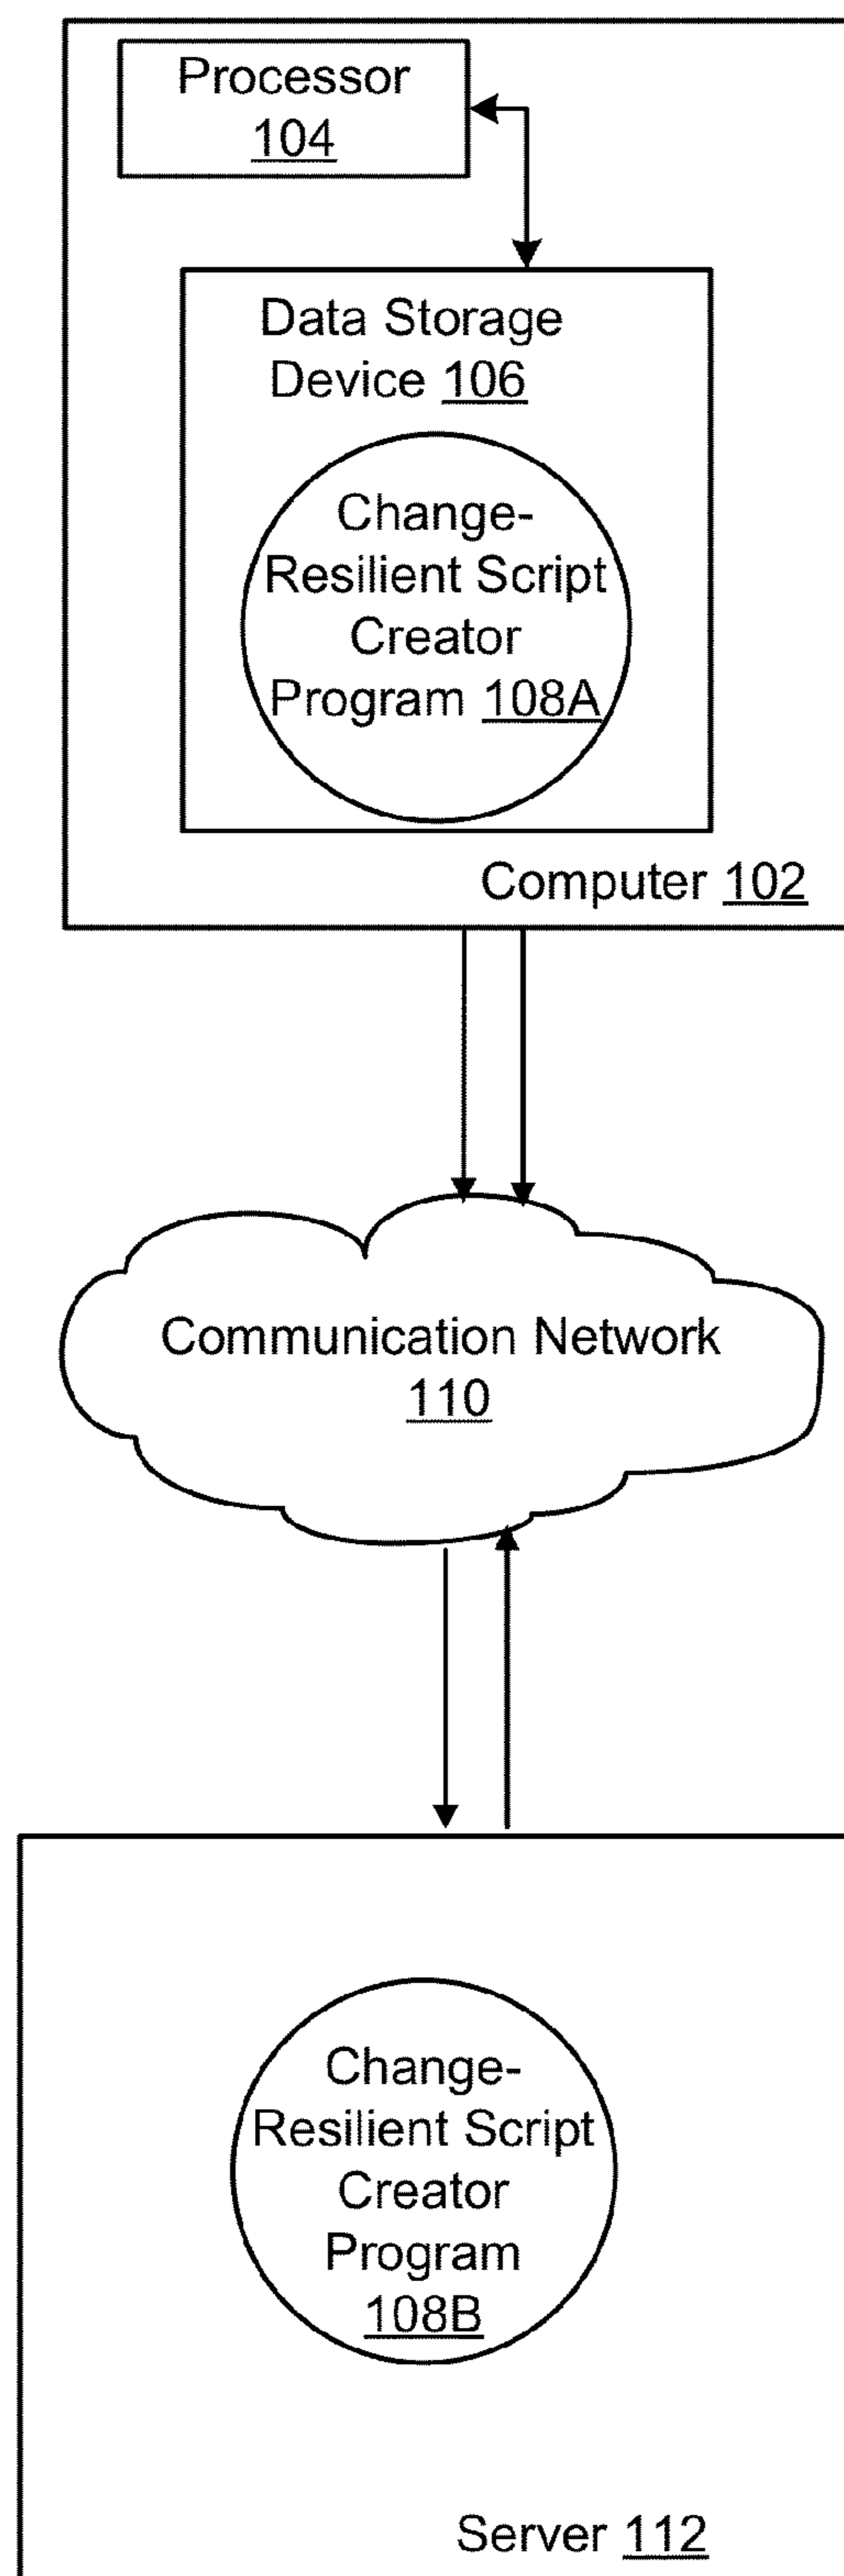 Processor
104
Data Storage
Device 106
Change-
Resilient Script
Creator
Program 108A
Computer 102
Communication Network
110
Change-
Resilient Script
Creator
Program
108B
Server 112